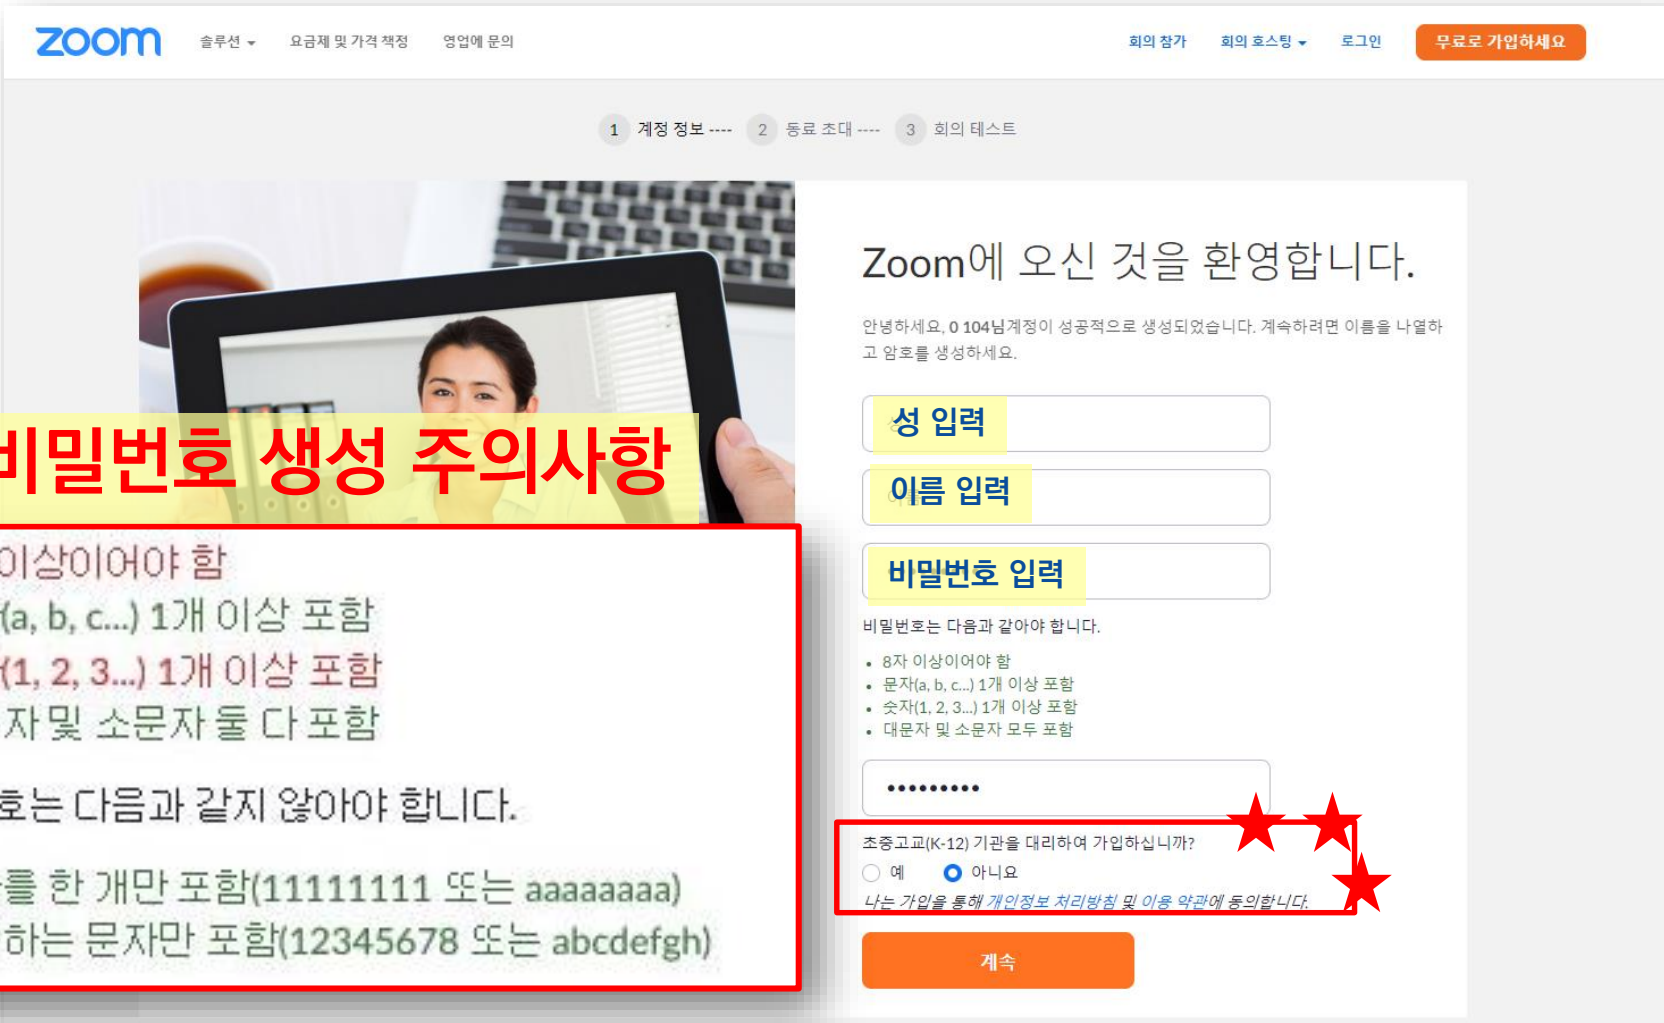 zoom 솔루션 요금제 및 가격 책정 영업에 문의 회의 참가 회의 호스팅 로그인 무료로 가입하세요
1 계정 정보 ---- 2 동료 초대 ---- 3 회의 테스트
Zoom에 오신 것을 환영합니다.
안녕하세요, 0 104님계정이 성공적으로 생성되었습니다. 계속하려면 이름을 나열하
고 암호를 생성하세요.
성 입력
이름 입력
비밀번호 입력
비밀번호는 다음과 같아야 합니다.
• 8자 이상이어야 함
• 문자(a, b, c...) 1개 이상 포함
• 숫자(1, 2, 3...) 1개 이상 포함
• 대문자 및 소문자 모두 포함
•••••••••
초중고교(K-12) 기관을 대리하여 가입하십니까?
예 아니요
나는 가입을 통해 개인정보 처리방침 및 이용 약관에 동의합니다.
계속
비밀번호 생성 주의사항
이상이어야 함
(a, b, c...) 1개 이상 포함
(1, 2, 3...) 1개 이상 포함
자 및 소문자 둘 다 포함
호는 다음과 같지 않아야 합니다.
를 한 개만 포함(11111111 또는 aaaaaaaa)
하는 문자만 포함(12345678 또는 abcdefgh)